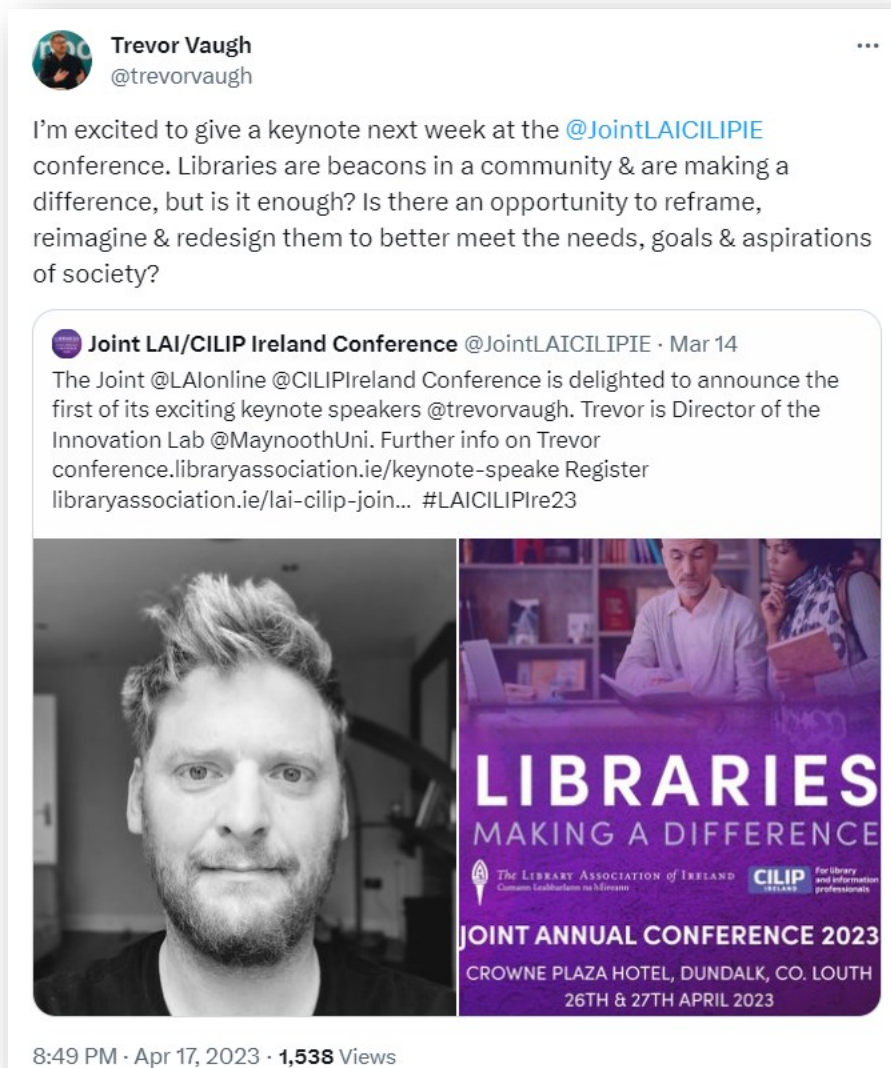 Trevor Vaugh
@trevorvaugh
I’m excited to give a keynote next week at the @JointLAICILIPIE
conference. Libraries are beacons in a community & are making a
difference, but is it enough? Is there an opportunity to reframe,
reimagine & redesign them to better meet the needs, goals & aspirations
of society?
Joint LAI/CILIP Ireland Conference @JointLAICILIPIE · Mar 14
The Joint @LAIonline @CILIPIreland Conference is delighted to announce the
first of its exciting keynote speakers @trevorvaugh. Trevor is Director of the
Innovation Lab @MaynoothUni. Further info on Trevor
conference.libraryassociation.ie/keynote-speake Register
libraryassociation.ie/lai-cilip-join... #LAICILIPIre23
LIBRARIES
MAKING A DIFFERENCE
The LIBRARY ASSOCIATION of IRELAND
Cumann Leabharlann na hÉireann
CILIP
IRELAND
For library
and information
professionals
JOINT ANNUAL CONFERENCE 2023
CROWNE PLAZA HOTEL, DUNDALK, CO. LOUTH
26TH & 27TH APRIL 2023
8:49 PM · Apr 17, 2023 · 1,538 Views